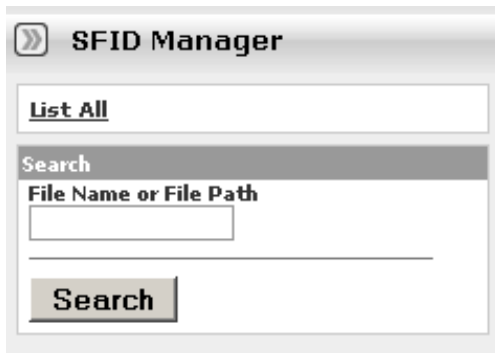 SFID Manager
List All
Search
File Name or File Path
Search